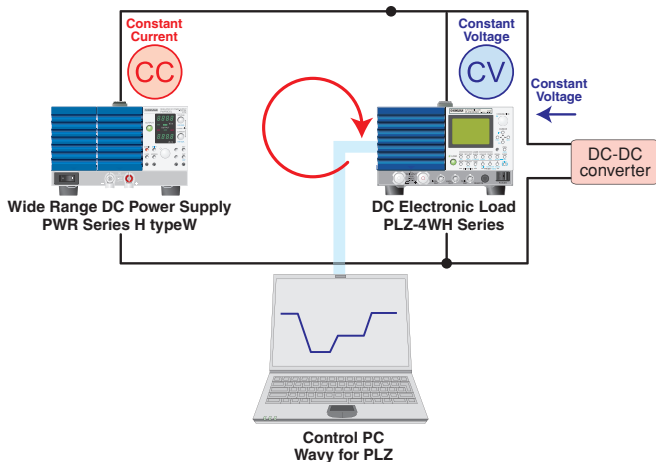 Constant
Current
CC
Constant
Voltage
CV
Constant
Voltage
DC-DC
converter
Wide Range DC Power Supply
PWR Series H typeW
DC Electronic Load
PLZ-4WH Series
Control PC
Wavy for PLZ